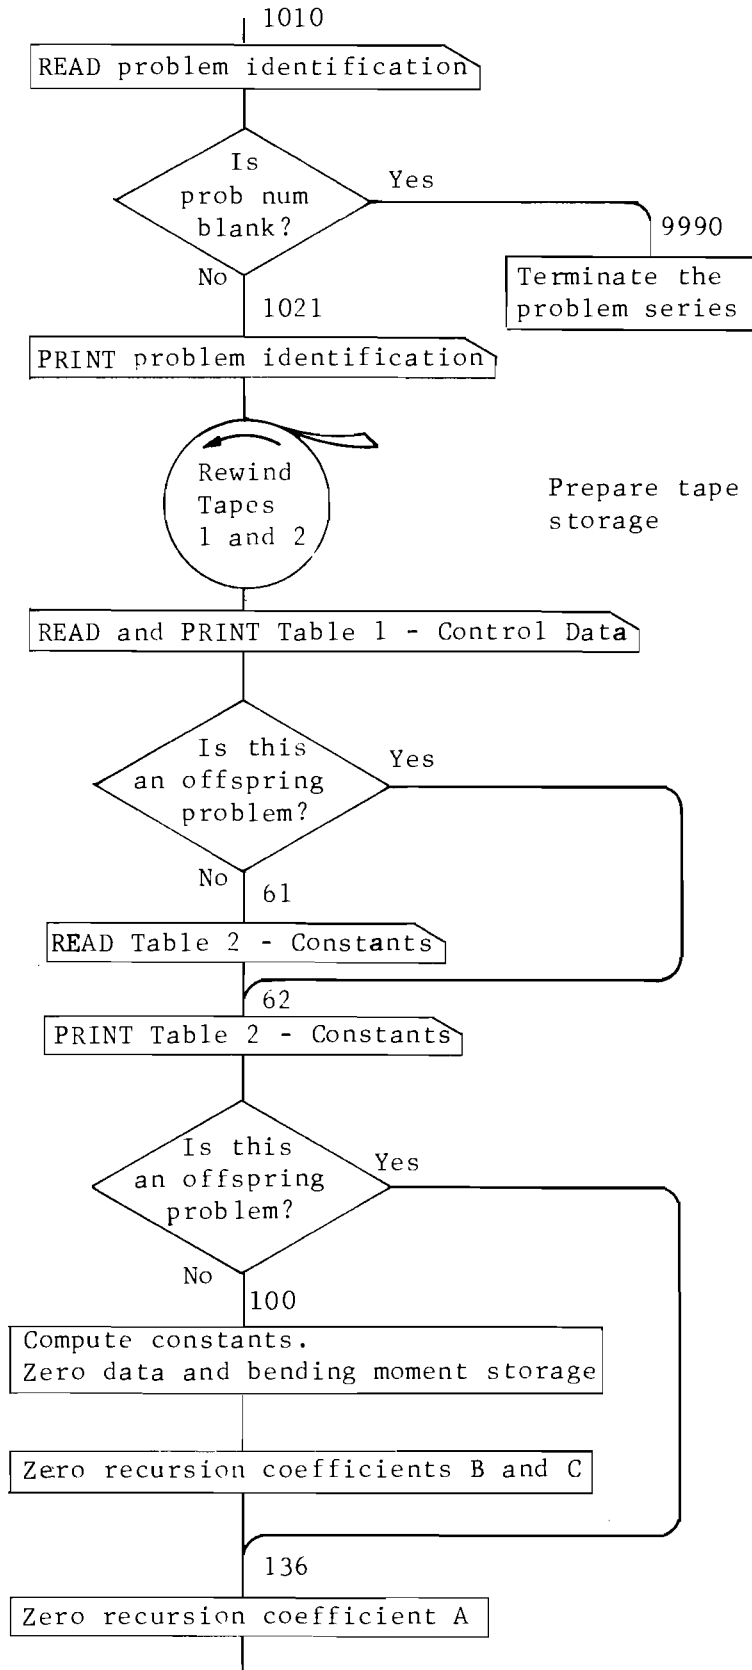 1010
READ problem identification
Is
prob num
blank?
Yes
9990
Terminate the
problem series
No
1021
PRINT problem identification
Rewind
Tapes
1 and 2
Prepare tape
storage
READ and PRINT Table 1 - Control Data
Is this
an offspring
problem?
Yes
No
61
READ Table 2 - Constants
62
PRINT Table 2 - Constants
Is this
an offspring
problem?
Yes
No
100
Compute constants.
Zero data and bending moment storage
Zero recursion coefficients B and C
136
Zero recursion coefficient A